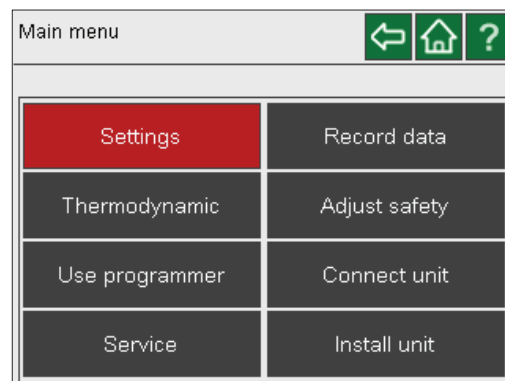 Main menu
?
Settings
Record data
Thermodynamic
Adjust safety
Use programmer
Connect unit
Service
Install unit